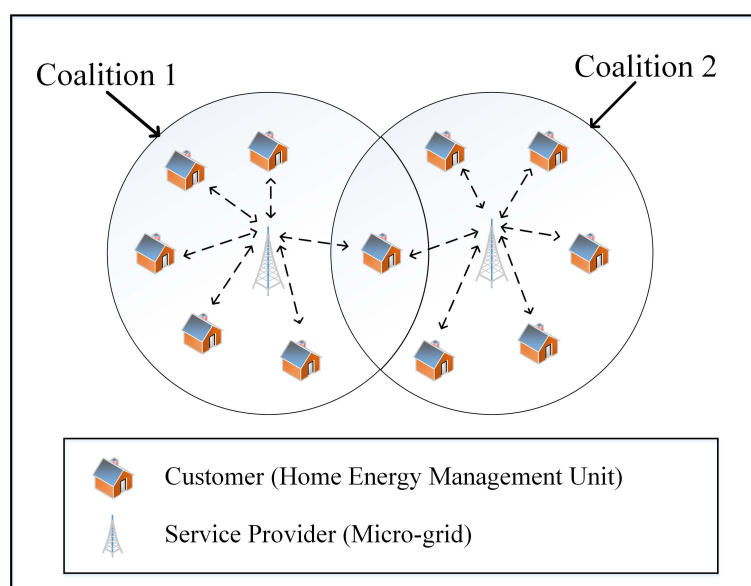 Coalition 1
Coalition 2
Customer (Home Energy Management Unit)
Service Provider (Micro-grid)